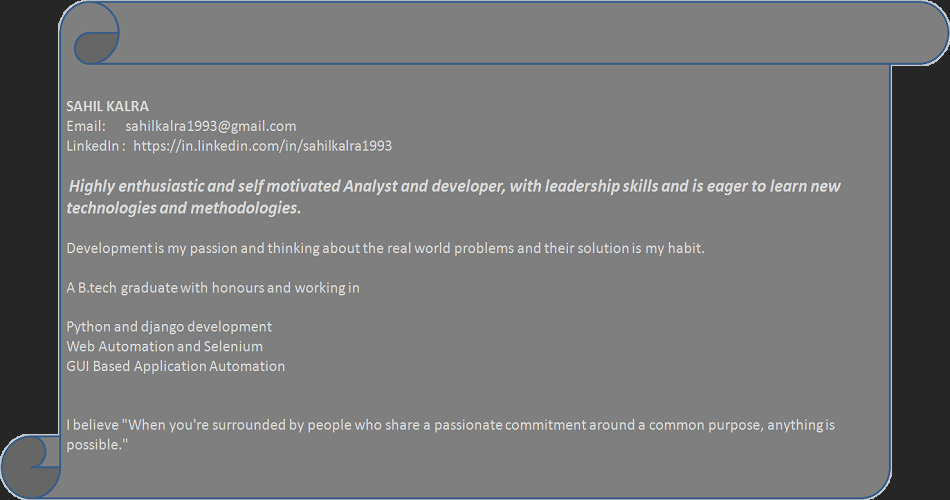 SAHIL KALRA
Email: sahilkalra1993@gmail.com
LinkedIn : https://in.linkedin.com/in/sahilkalra1993
Highly enthusiastic and self motivated Analyst and developer, with leadership skills and is eager to learn new
technologies and methodologies.
Development is my passion and thinking about the real world problems and their solution is my habit.
A B.tech graduate with honours and working in
Python and django development
Web Automation and Selenium
GUI Based Application Automation
I believe "When you're surrounded by people who share a passionate commitment around a common purpose, anything is
possible."